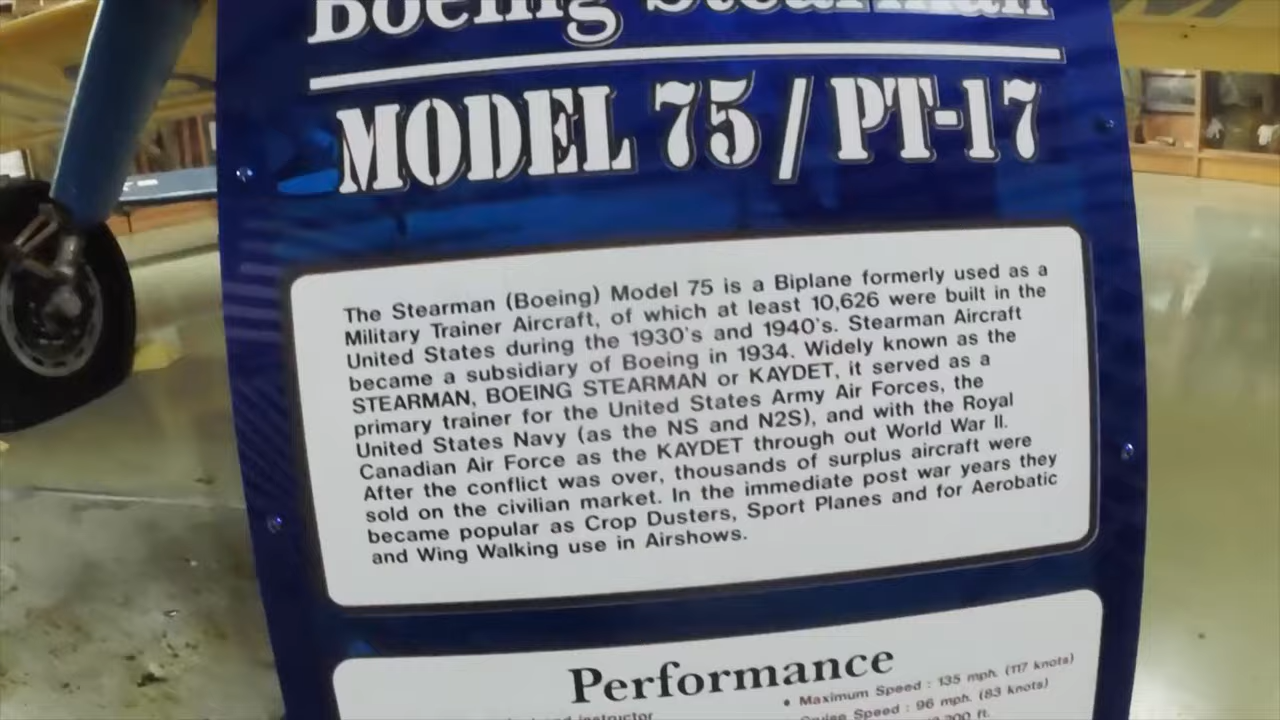 Boeing Stearman
MODEL 75 / PT-17
The Stearman (Boeing) Model 75 is a Biplane formerly used as a
Military Trainer Aircraft, of which at least 10,626 were built in the
United States during the 1930's and 1940's. Stearman Aircraft
became a subsidiary of Boeing in 1934. Widely known as the
STEARMAN, BOEING STEARMAN or KAYDET, it served as a
primary trainer for the United States Army Air Forces, the
United States Navy (as the NS and N2S), and with the Royal
Canadian Air Force as the KAYDET through out World War II.
After the conflict was over, thousands of surplus aircraft were
sold on the civilian market. In the immediate post war years they
became popular as Crop Dusters, Sport Planes and for Aerobatic
and Wing Walking use in Airshows.
Performance
• Maximum Speed : 135 mph. (117 knots)
Cruise Speed : 96 mph. (83 knots)
and instructor
ft.